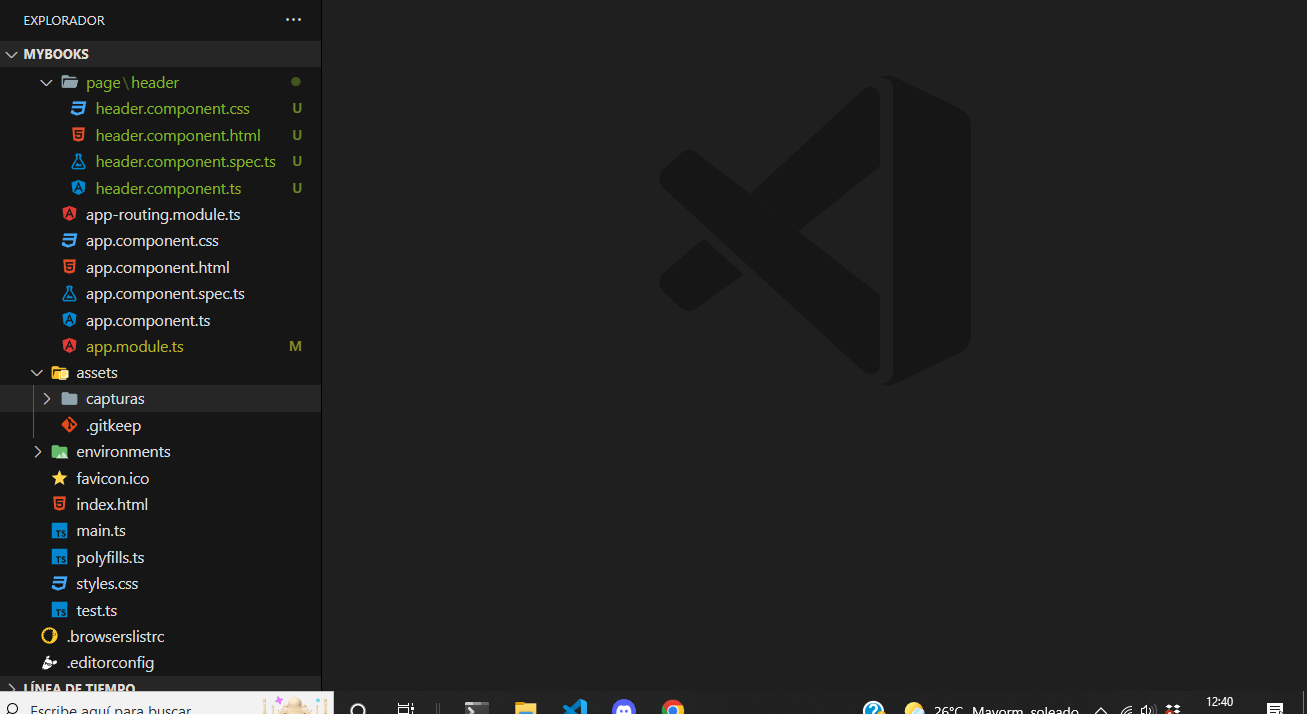 EXPLORADOR
MYBOOKS
page\header
header.component.css U
header.component.html U
header.component.spec.ts U
header.component.ts U
app-routing.module.ts
app.component.css
app.component.html
app.component.spec.ts
app.component.ts
app.module.ts M
assets
capturas
.gitkeep
environments
favicon.ico
index.html
main.ts
polyfills.ts
styles.css
test.ts
.browserslistrc
.editorconfig
LÍNEA DE TIEMPO
Escribe aquí para buscar
26°C Mayorm. soleado
12:40